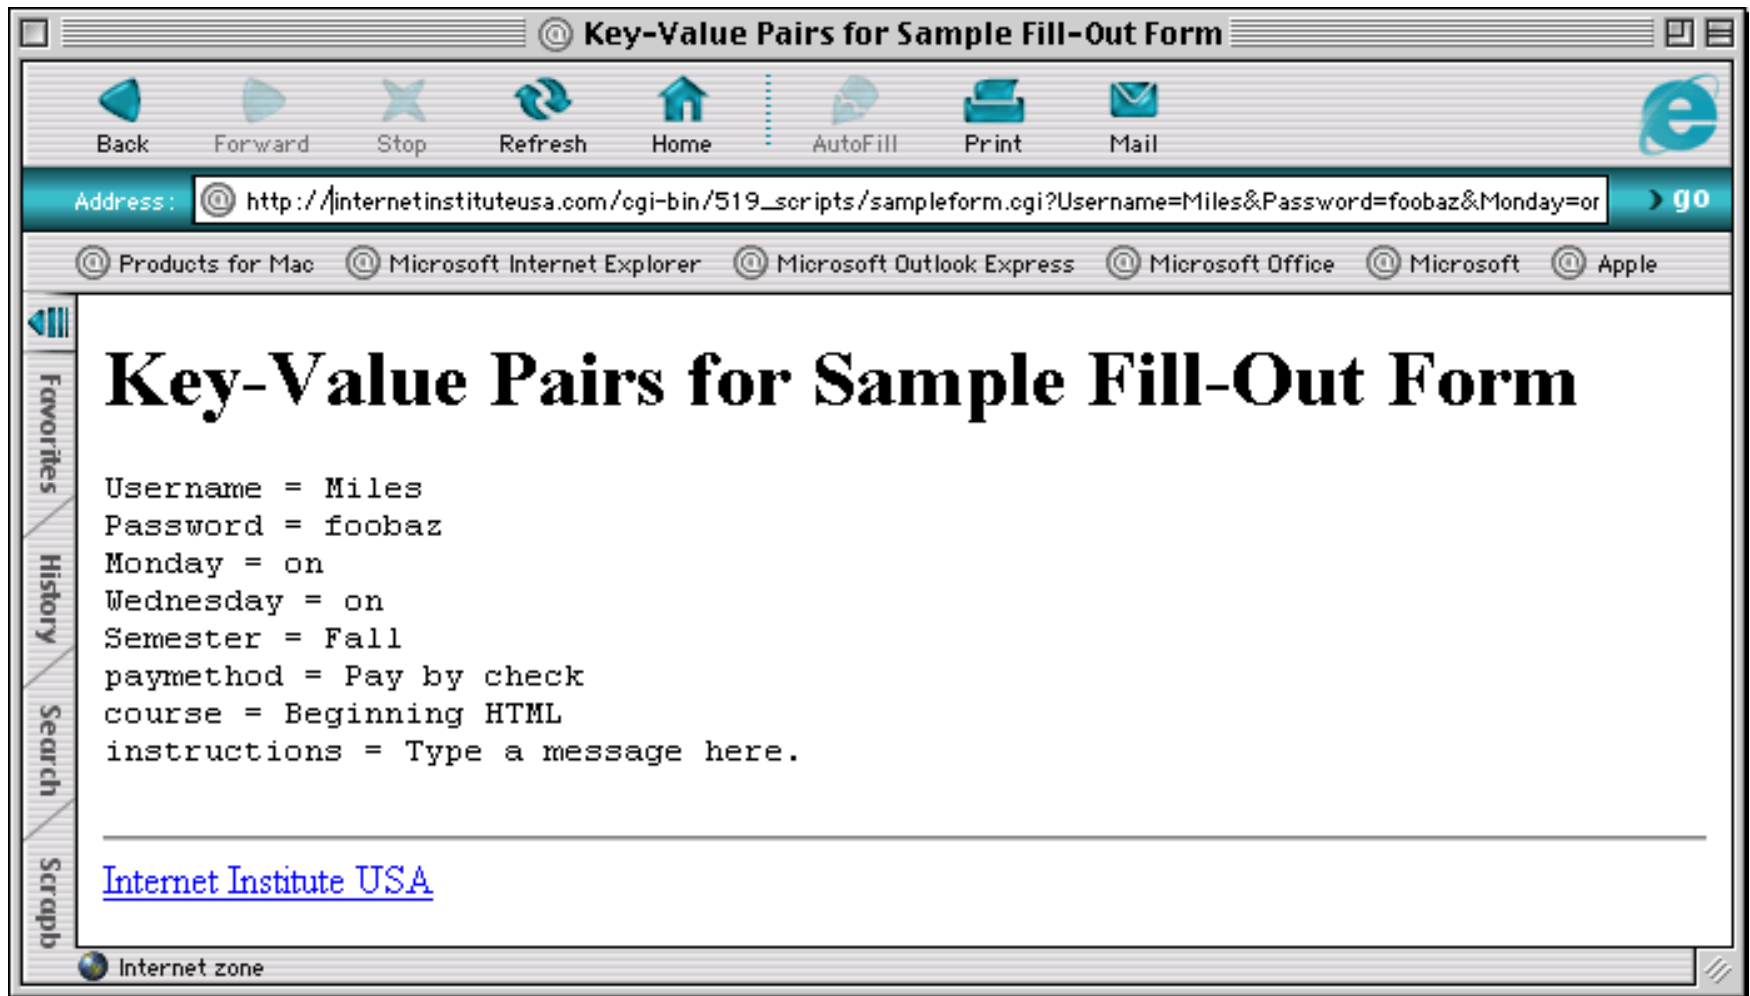 Key-Value Pairs for Sample Fill-Out Form
Back Forward Stop Refresh Home AutoFill Print Mail
Address: http://internetinstituteusa.com/cgi-bin/519_scripts/sampleform.cgi?Username=Miles&Password=foobaz&Monday=or go
Products for Mac Microsoft Internet Explorer Microsoft Outlook Express Microsoft Office Microsoft Apple
Favorites
History
Search
Scrapb
Key-Value Pairs for Sample Fill-Out Form
Username = Miles
Password = foobaz
Monday = on
Wednesday = on
Semester = Fall
paymethod = Pay by check
course = Beginning HTML
instructions = Type a message here.
Internet Institute USA
Internet zone